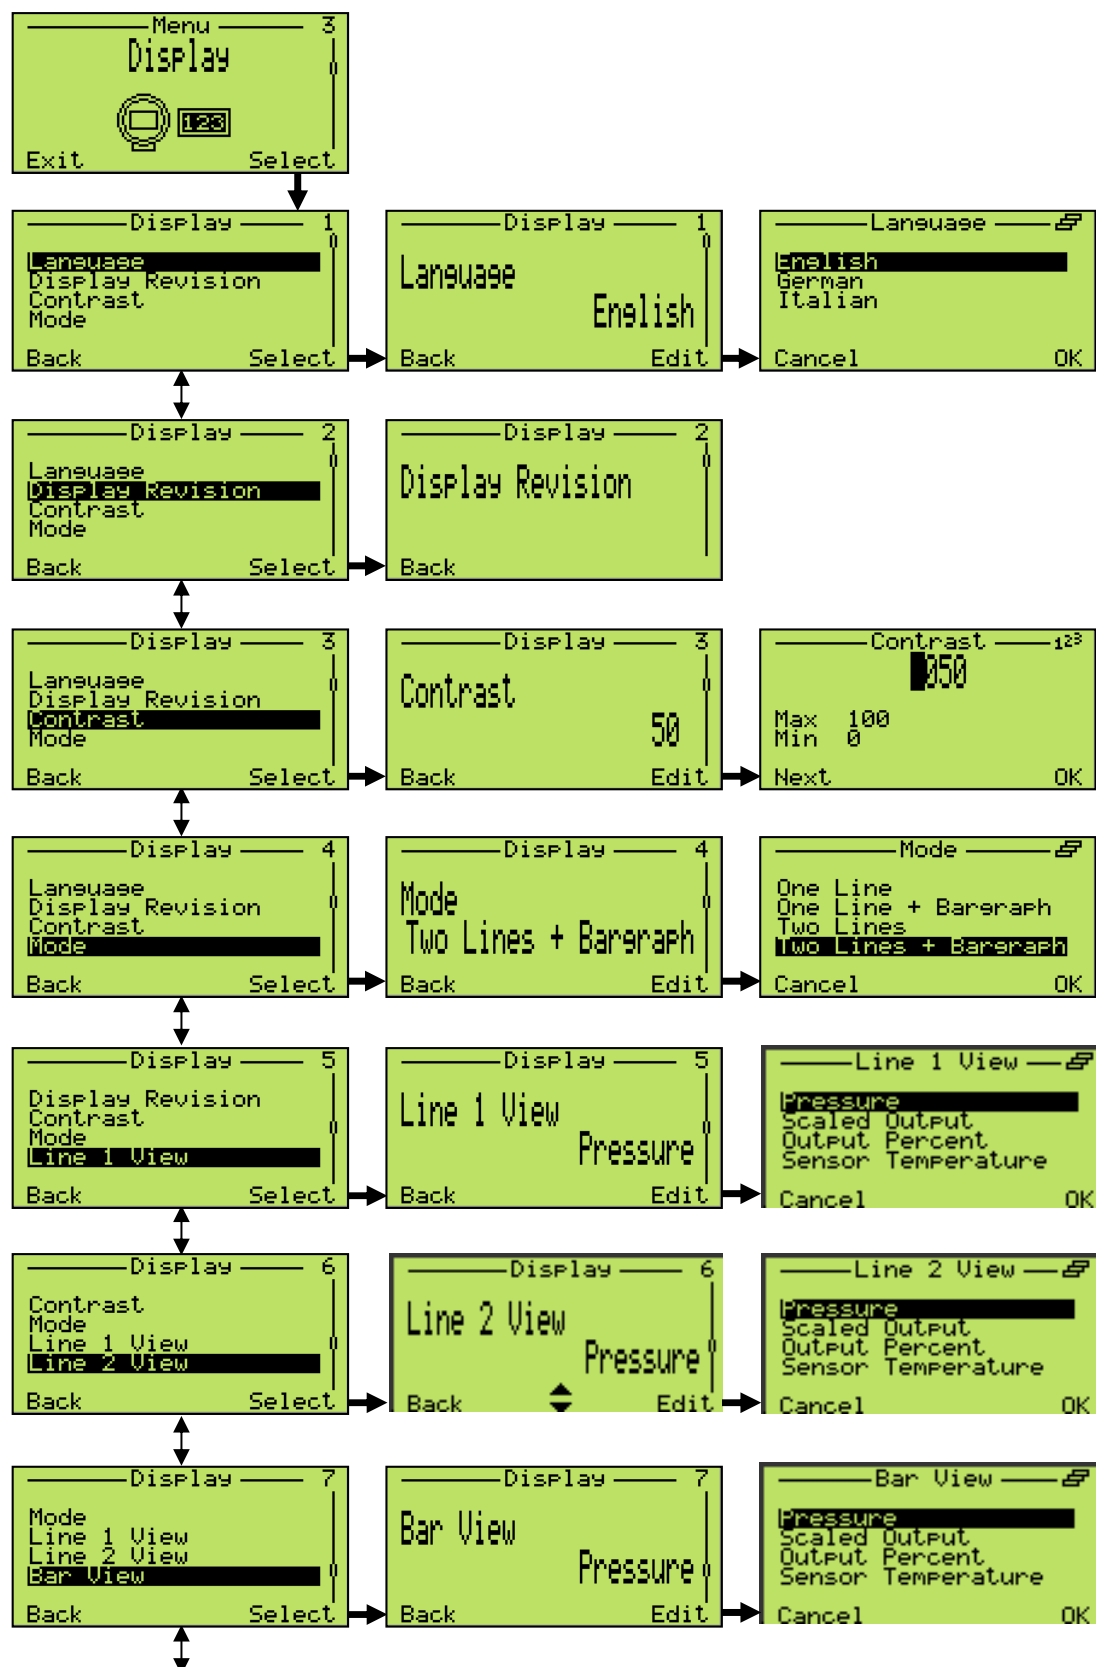 Menu 3
Display
123
Exit Select
Display 1
Language
Display Revision
Contrast
Mode
Back Select
Display 1
Language
English
Back Edit
Language
English
German
Italian
Cancel OK
Display 2
Language
Display Revision
Contrast
Mode
Back Select
Display 2
Display Revision
Back
Display 3
Language
Display Revision
Contrast
Mode
Back Select
Display 3
Contrast
50
Back Edit
Contrast 123
050
Max 100
Min 0
Next OK
Display 4
Language
Display Revision
Contrast
Mode
Back Select
Display 4
Mode
Two Lines + Bargraph
Back Edit
Mode
One Line
One Line + Bargraph
Two Lines
Two Lines + Bargraph
Cancel OK
Display 5
Display Revision
Contrast
Mode
Line 1 View
Back Select
Display 5
Line 1 View
Pressure
Back Edit
Line 1 View
Pressure
Scaled Output
Output Percent
Sensor Temperature
Cancel OK
Display 6
Contrast
Mode
Line 1 View
Line 2 View
Back Select
Display 6
Line 2 View
Pressure
Back Edit
Line 2 View
Pressure
Scaled Output
Output Percent
Sensor Temperature
Cancel OK
Display 7
Mode
Line 1 View
Line 2 View
Bar View
Back Select
Display 7
Bar View
Pressure
Back Edit
Bar View
Pressure
Scaled Output
Output Percent
Sensor Temperature
Cancel OK